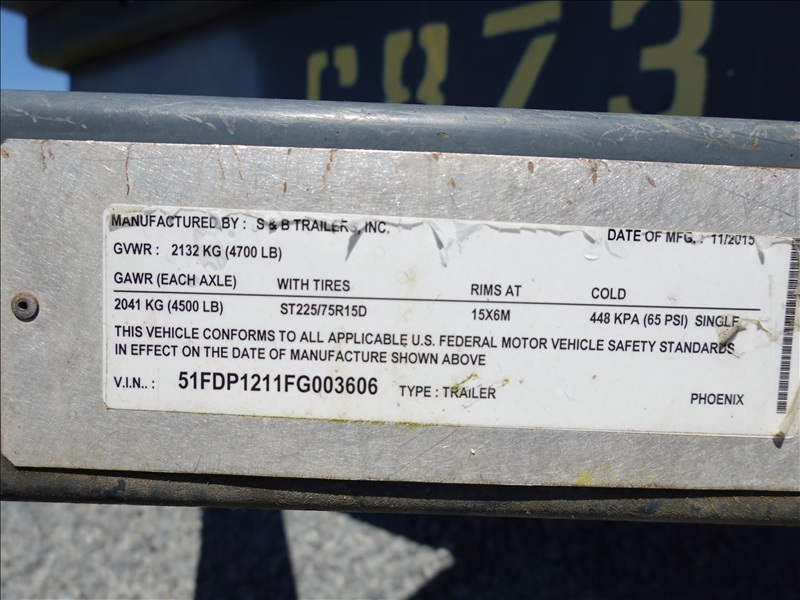 6873
MANUFACTURED BY : S & B TRAILERS, INC. DATE OF MFG. : 11/2015
GVWR : 2132 KG (4700 LB)
GAWR (EACH AXLE) WITH TIRES RIMS AT COLD
2041 KG (4500 LB) ST225/75R15D 15X6M 448 KPA (65 PSI) SINGLE
THIS VEHICLE CONFORMS TO ALL APPLICABLE U.S. FEDERAL MOTOR VEHICLE SAFETY STANDARDS
IN EFFECT ON THE DATE OF MANUFACTURE SHOWN ABOVE
V.I.N.. : 51FDP1211FG003606 TYPE : TRAILER PHOENIX